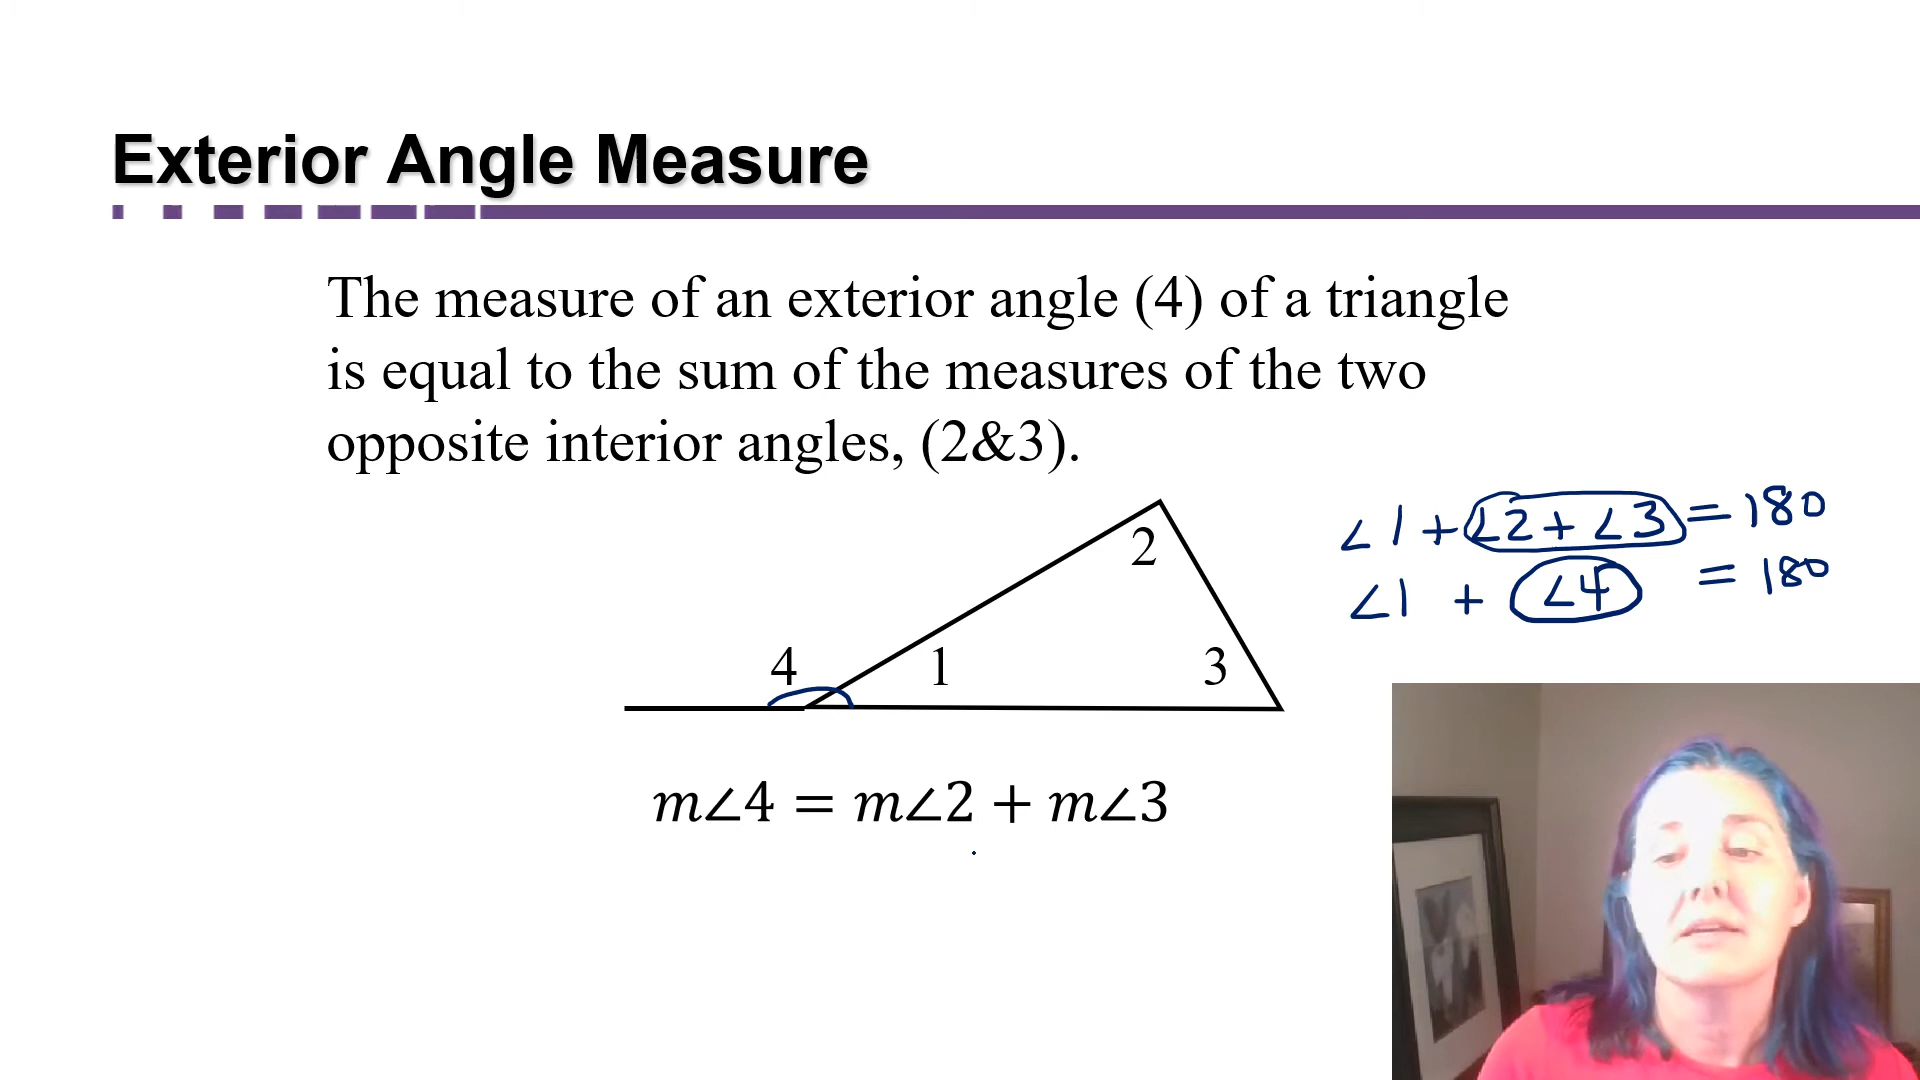 Exterior Angle Measure
The measure of an exterior angle (4) of a triangle
is equal to the sum of the measures of the two
opposite interior angles, (2&3).
∠1 + ∠2 + ∠3 = 180
∠1 + ∠4 = 180
2
4
1
3
m∠4 = m∠2 + m∠3